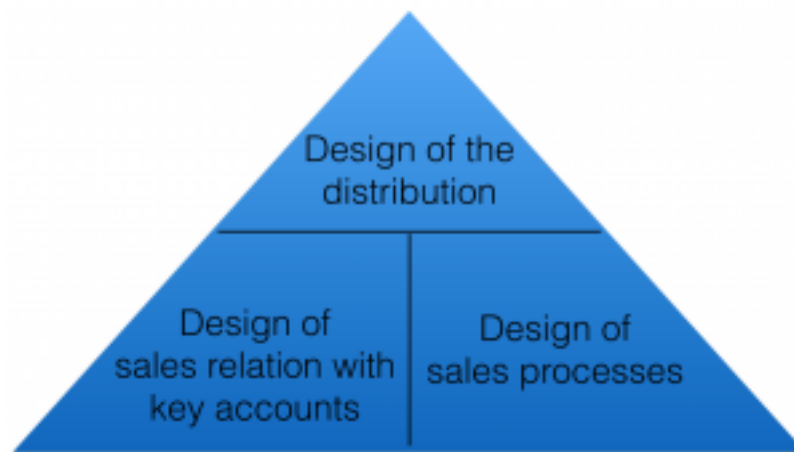 Design of the
distribution
Design of
sales relation with
key accounts
Design of
sales processes